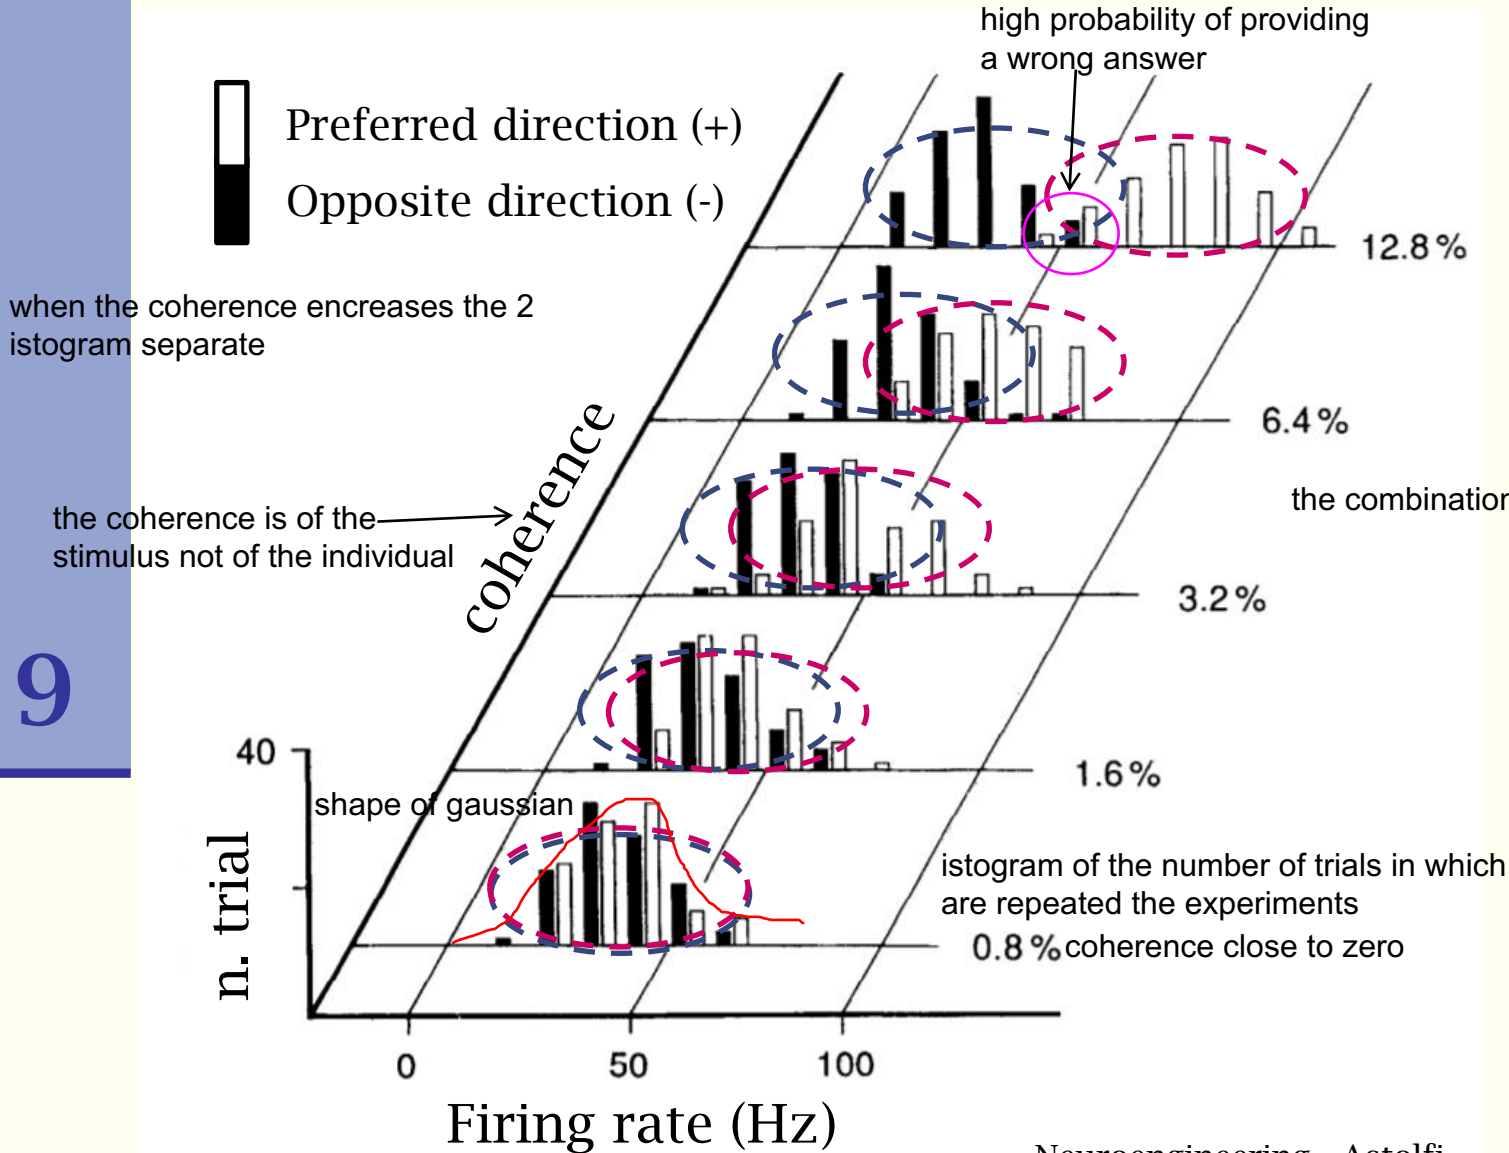 high probability of providing
a wrong answer
Preferred direction (+)
Opposite direction (-)
12.8%
when the coherence encreases the 2
istogram separate
6.4%
the combination
the coherence is of the
stimulus not of the individual
coherence
3.2%
9
40
1.6%
shape of gaussian
n. trial
istogram of the number of trials in which
are repeated the experiments
0.8% coherence close to zero
0 50 100
Firing rate (Hz)
Neuroengineering - Astolfi